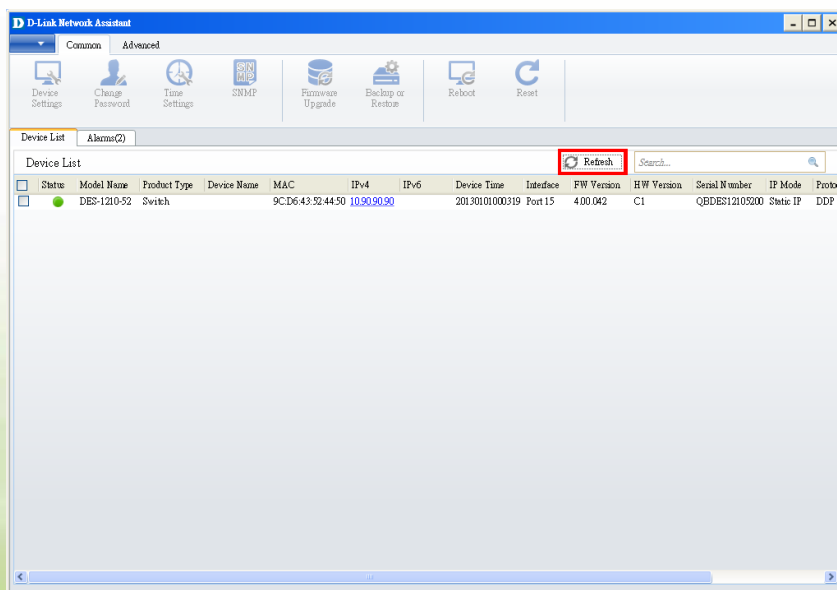 D-Link Network Assistant
Common Advanced
Device Settings Change Password Time Settings SNMP Firmware Upgrade Backup or Restore Reboot Reset
Device List Alarms(2)
Device List Refresh Search...
Status Model Name Product Type Device Name MAC IPv4 IPv6 Device Time Interface FW Version HW Version Serial Number IP Mode Proto
DES-1210-52 Switch 9C:D6:43:52:44:50 10.90.90.90 20130101000319 Port 15 4.00.042 C1 QBDES12105200 Static IP DDP